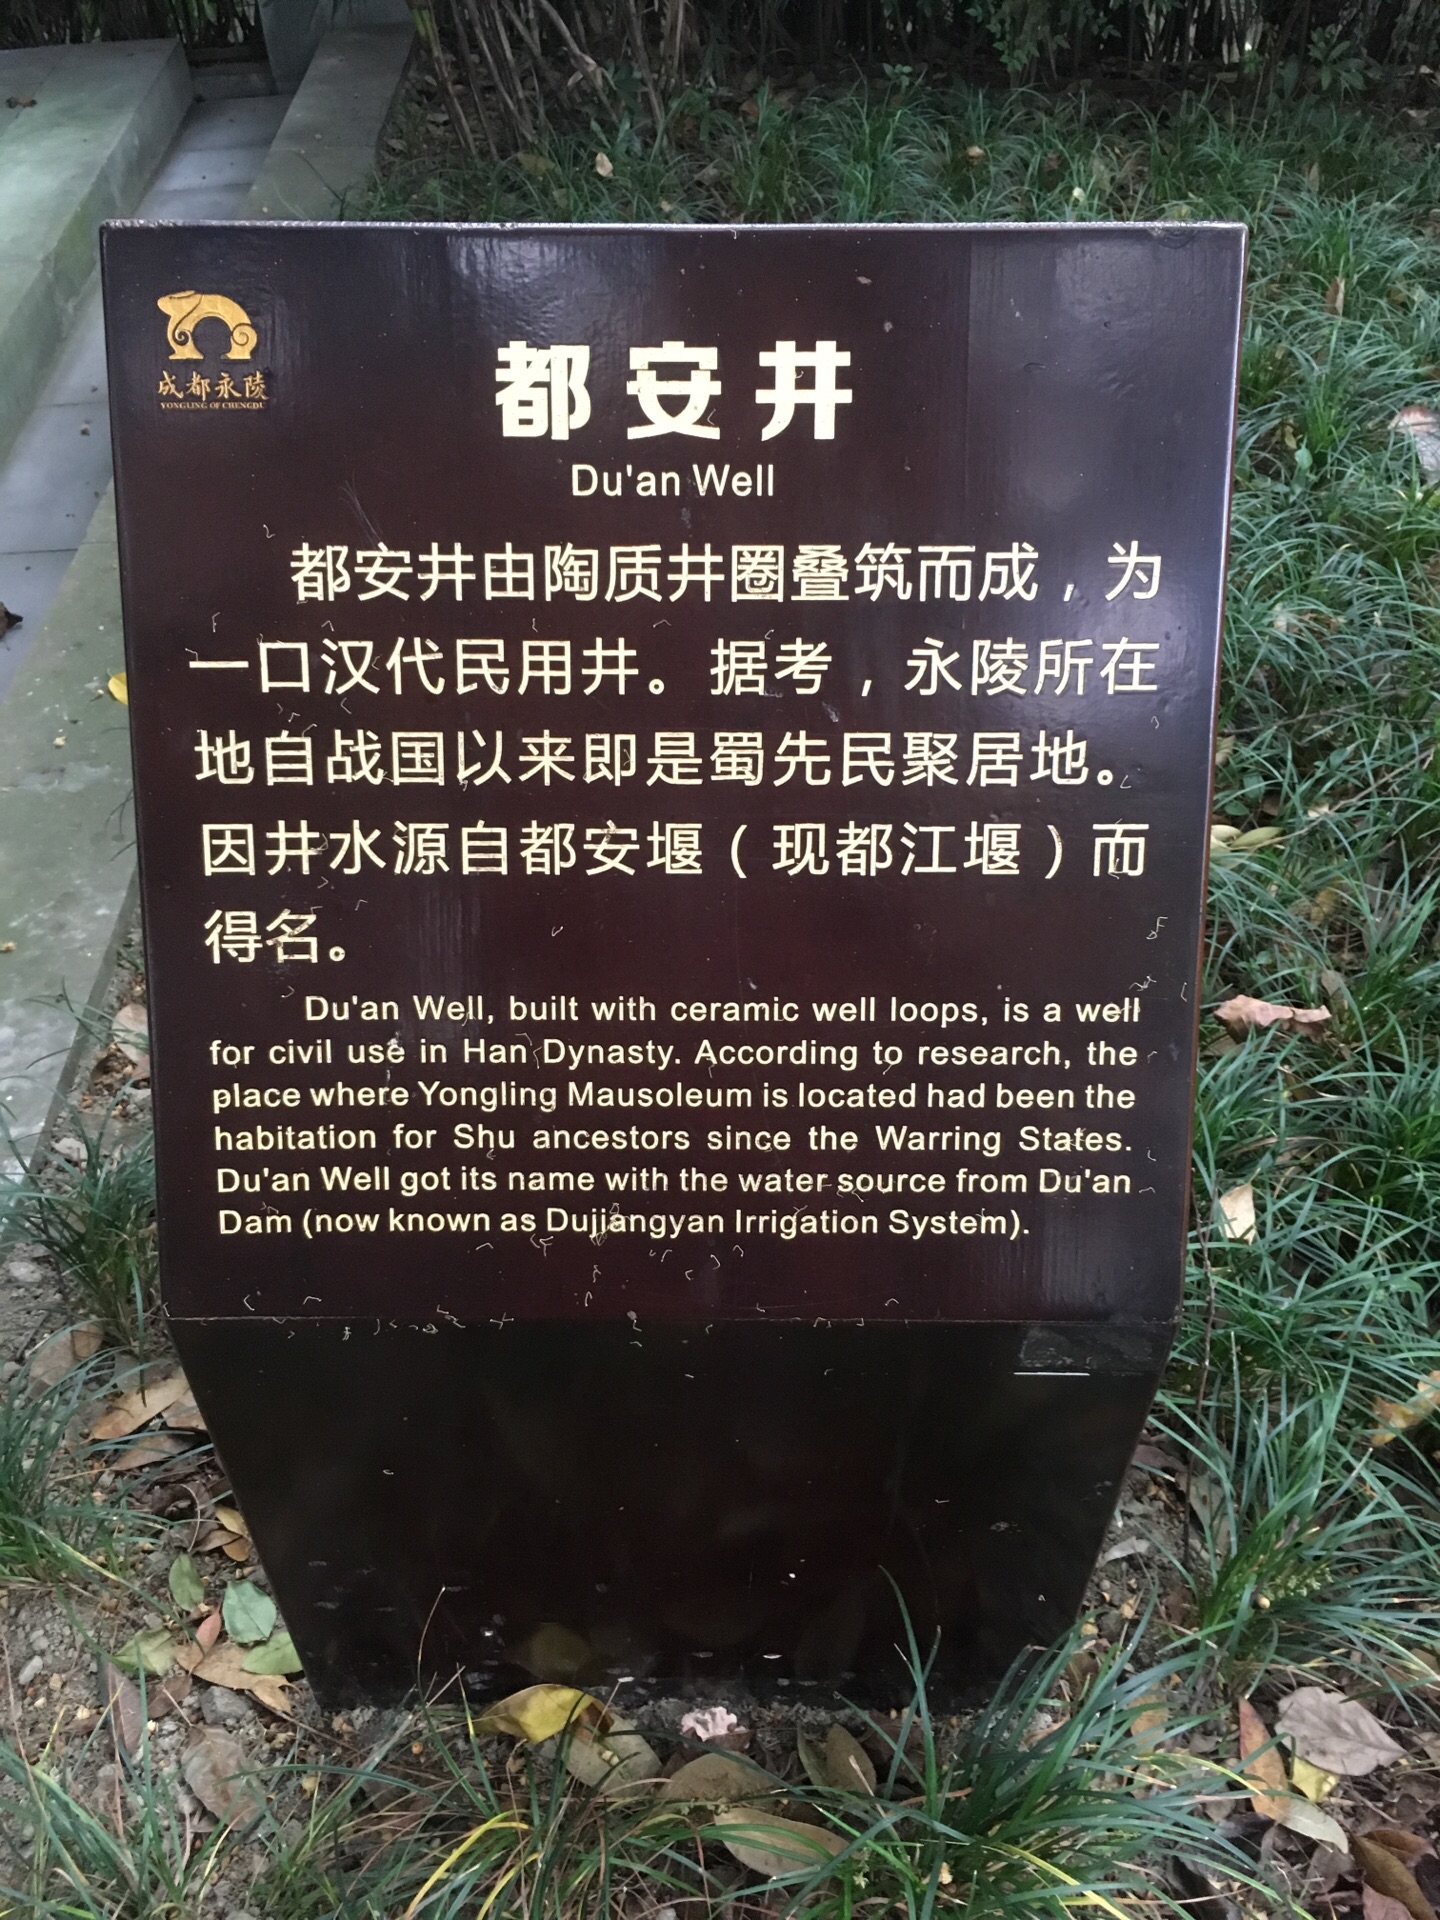 成都永陵
YONGLING OF CHENGDU
都安井
Du'an Well
都安井由陶质井圈叠筑而成，为
一口汉代民用井。据考，永陵所在
地自战国以来即是蜀先民聚居地。
因井水源自都安堰（现都江堰）而
得名。
Du'an Well, built with ceramic well loops, is a well
for civil use in Han Dynasty. According to research, the
place where Yongling Mausoleum is located had been the
habitation for Shu ancestors since the Warring States.
Du'an Well got its name with the water source from Du'an
Dam (now known as Dujiangyan Irrigation System).